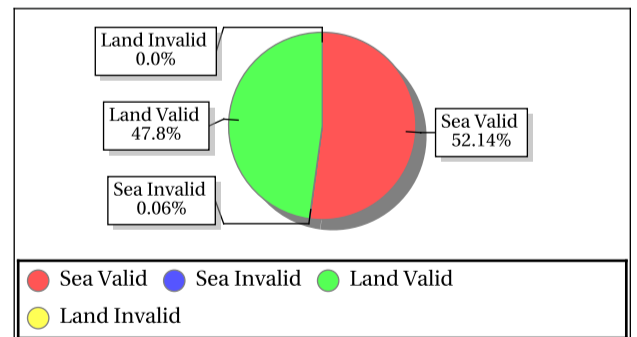 Land Invalid
0.0%
Land Valid
47.8%
Sea Valid
52.14%
Sea Invalid
0.06%
Sea Valid Sea Invalid Land Valid
Land Invalid